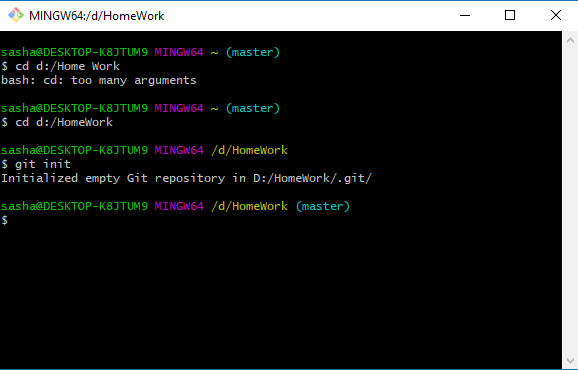 MINGW64:/d/HomeWork
sasha@DESKTOP-K8JTUM9 MINGW64 ~ (master)
$ cd d:/Home Work
bash: cd: too many arguments
sasha@DESKTOP-K8JTUM9 MINGW64 ~ (master)
$ cd d:/HomeWork
sasha@DESKTOP-K8JTUM9 MINGW64 /d/HomeWork
$ git init
Initialized empty Git repository in D:/HomeWork/.git/
sasha@DESKTOP-K8JTUM9 MINGW64 /d/HomeWork (master)
$